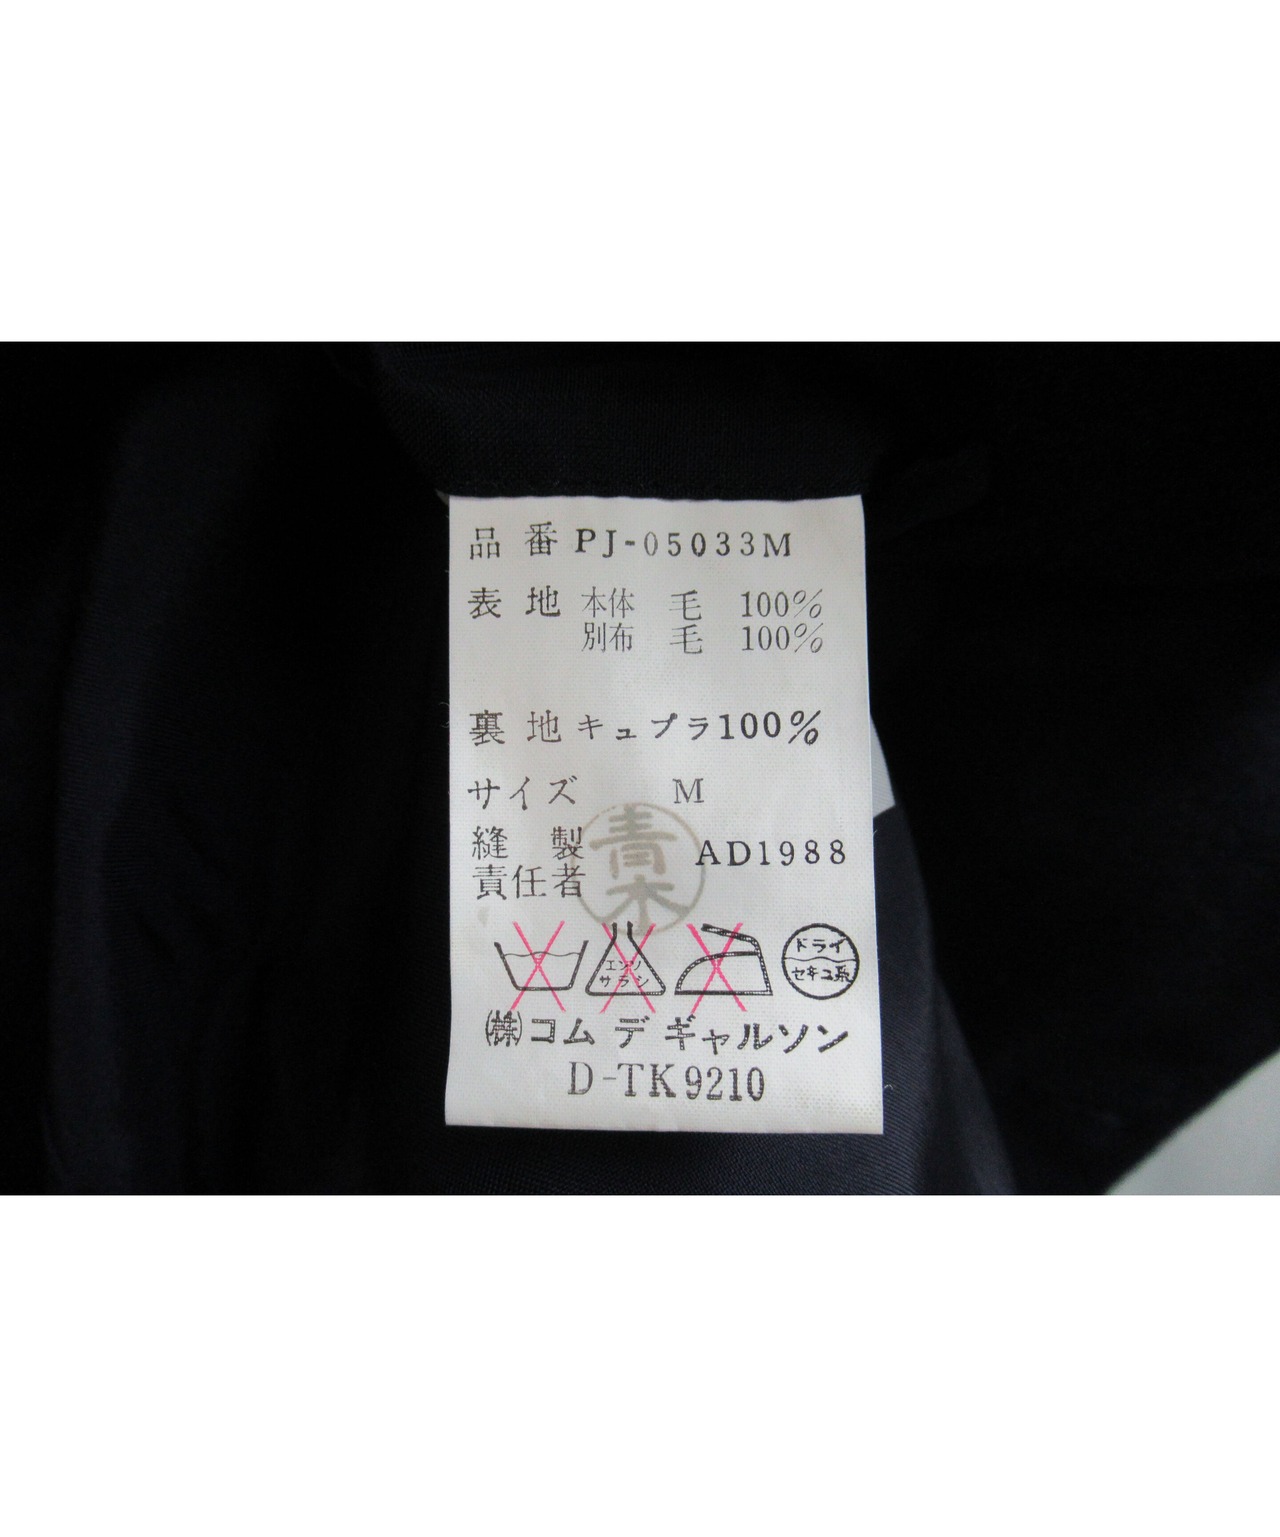 品番 PJ-05033M
表地 本体 毛 100%
別布 毛 100%
裏地 キュプラ100%
サイズ M
縫製 AD1988
責任者
青木
エンソ
サラシ
ドライ
セキユ系
㈱コム デ ギャルソン
D-TK9210